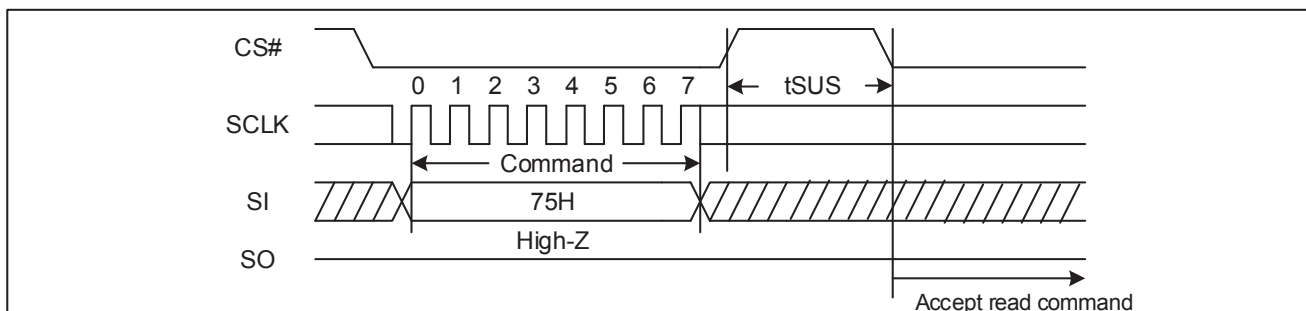 CS#
0 1 2 3 4 5 6 7
tSUS
SCLK
Command
SI
75H
High-Z
SO
Accept read command